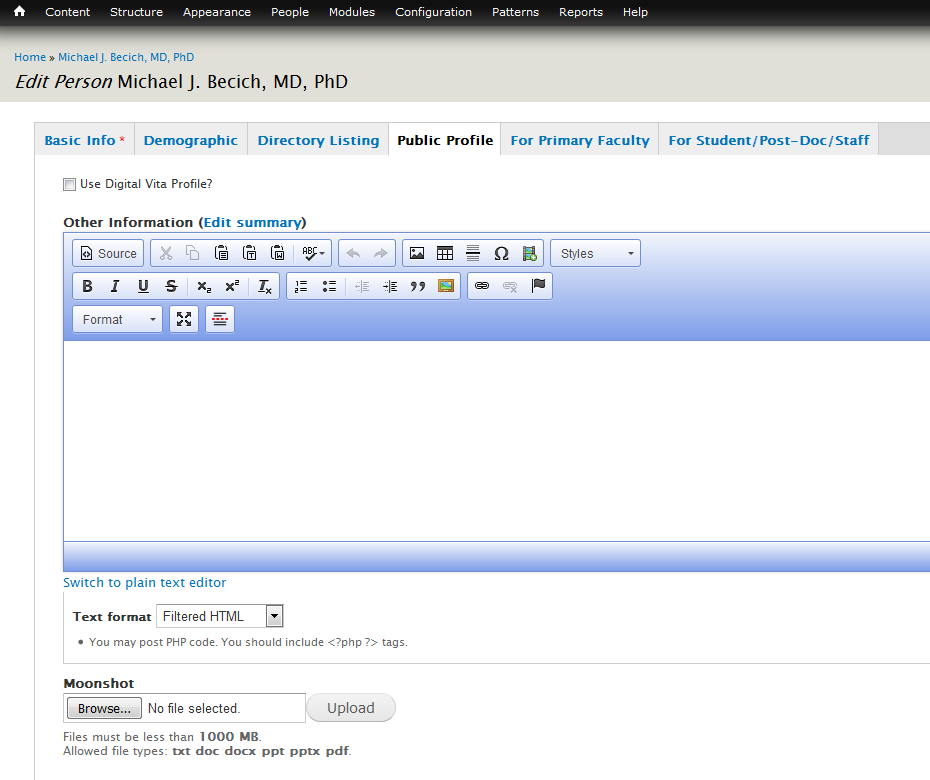 Content Structure Appearance People Modules Configuration Patterns Reports Help
Home » Michael J. Becich, MD, PhD
Edit Person Michael J. Becich, MD, PhD
Basic Info * Demographic Directory Listing Public Profile For Primary Faculty For Student/Post-Doc/Staff
Use Digital Vita Profile?
Other Information (Edit summary)
Source ABC Ω Styles
B I U S x₂ x² Tx
Format
Switch to plain text editor
Text format Filtered HTML
• You may post PHP code. You should include <?php ?> tags.
Moonshot
Browse... No file selected. Upload
Files must be less than 1000 MB.
Allowed file types: txt doc docx ppt pptx pdf.